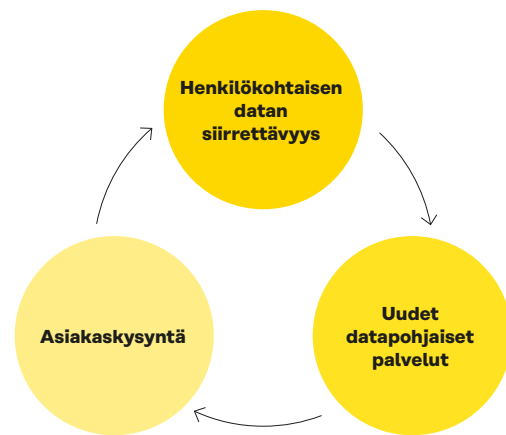 Henkilökohtaisen
datan
siirrettävyys
Uudet
datapohjaiset
palvelut
Asiakaskysyntä